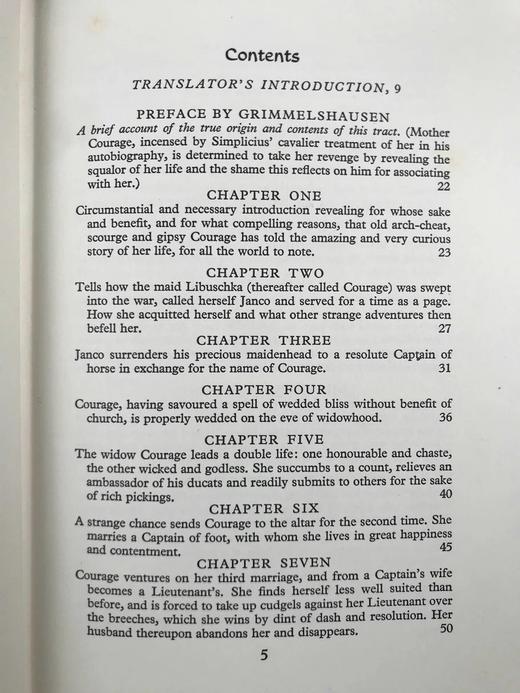 Contents
TRANSLATOR'S INTRODUCTION, 9
PREFACE BY GRIMMELSHAUSEN
A brief account of the true origin and contents of this tract. (Mother
Courage, incensed by Simplicius' cavalier treatment of her in his
autobiography, is determined to take her revenge by revealing the
squalor of her life and the shame this reflects on him for associating
with her.) 22
CHAPTER ONE
Circumstantial and necessary introduction revealing for whose sake
and benefit, and for what compelling reasons, that old arch-cheat,
scourge and gipsy Courage has told the amazing and very curious
story of her life, for all the world to note. 23
CHAPTER TWO
Tells how the maid Libuschka (thereafter called Courage) was swept
into the war, called herself Janco and served for a time as a page.
How she acquitted herself and what other strange adventures then
befell her. 27
CHAPTER THREE
Janco surrenders his precious maidenhead to a resolute Captain of
horse in exchange for the name of Courage. 31
CHAPTER FOUR
Courage, having savoured a spell of wedded bliss without benefit of
church, is properly wedded on the eve of widowhood. 36
CHAPTER FIVE
The widow Courage leads a double life: one honourable and chaste,
the other wicked and godless. She succumbs to a count, relieves an
ambassador of his ducats and readily submits to others for the sake
of rich pickings. 40
CHAPTER SIX
A strange chance sends Courage to the altar for the second time. She
marries a Captain of foot, with whom she lives in great happiness
and contentment. 45
CHAPTER SEVEN
Courage ventures on her third marriage, and from a Captain's wife
becomes a Lieutenant's. She finds herself less well suited than
before, and is forced to take up cudgels against her Lieutenant over
the breeches, which she wins by dint of dash and resolution. Her
husband thereupon abandons her and disappears. 50
5